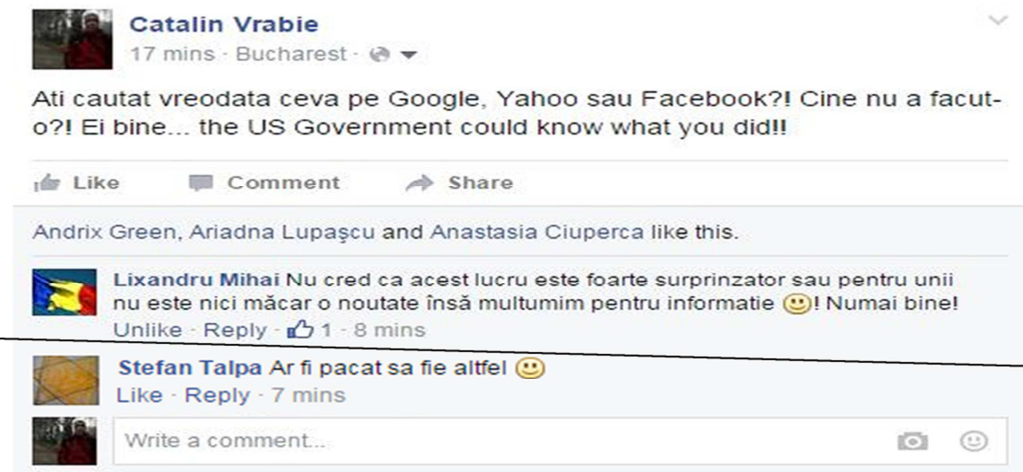 Catalin Vrabie
17 mins · Bucharest ·
Ati cautat vreodata ceva pe Google, Yahoo sau Facebook?! Cine nu a facut-
o?! Ei bine... the US Government could know what you did!!
Like Comment Share
Andrix Green, Ariadna Lupaşcu and Anastasia Ciuperca like this.
Lixandru Mihai Nu cred ca acest lucru este foarte surprinzator sau pentru unii
nu este nici măcar o noutate însă multumim pentru informatie 🙂! Numai bine!
Unlike · Reply · 1 · 8 mins
Stefan Talpa Ar fi pacat sa fie altfel 🙂
Like · Reply · 7 mins
Write a comment...